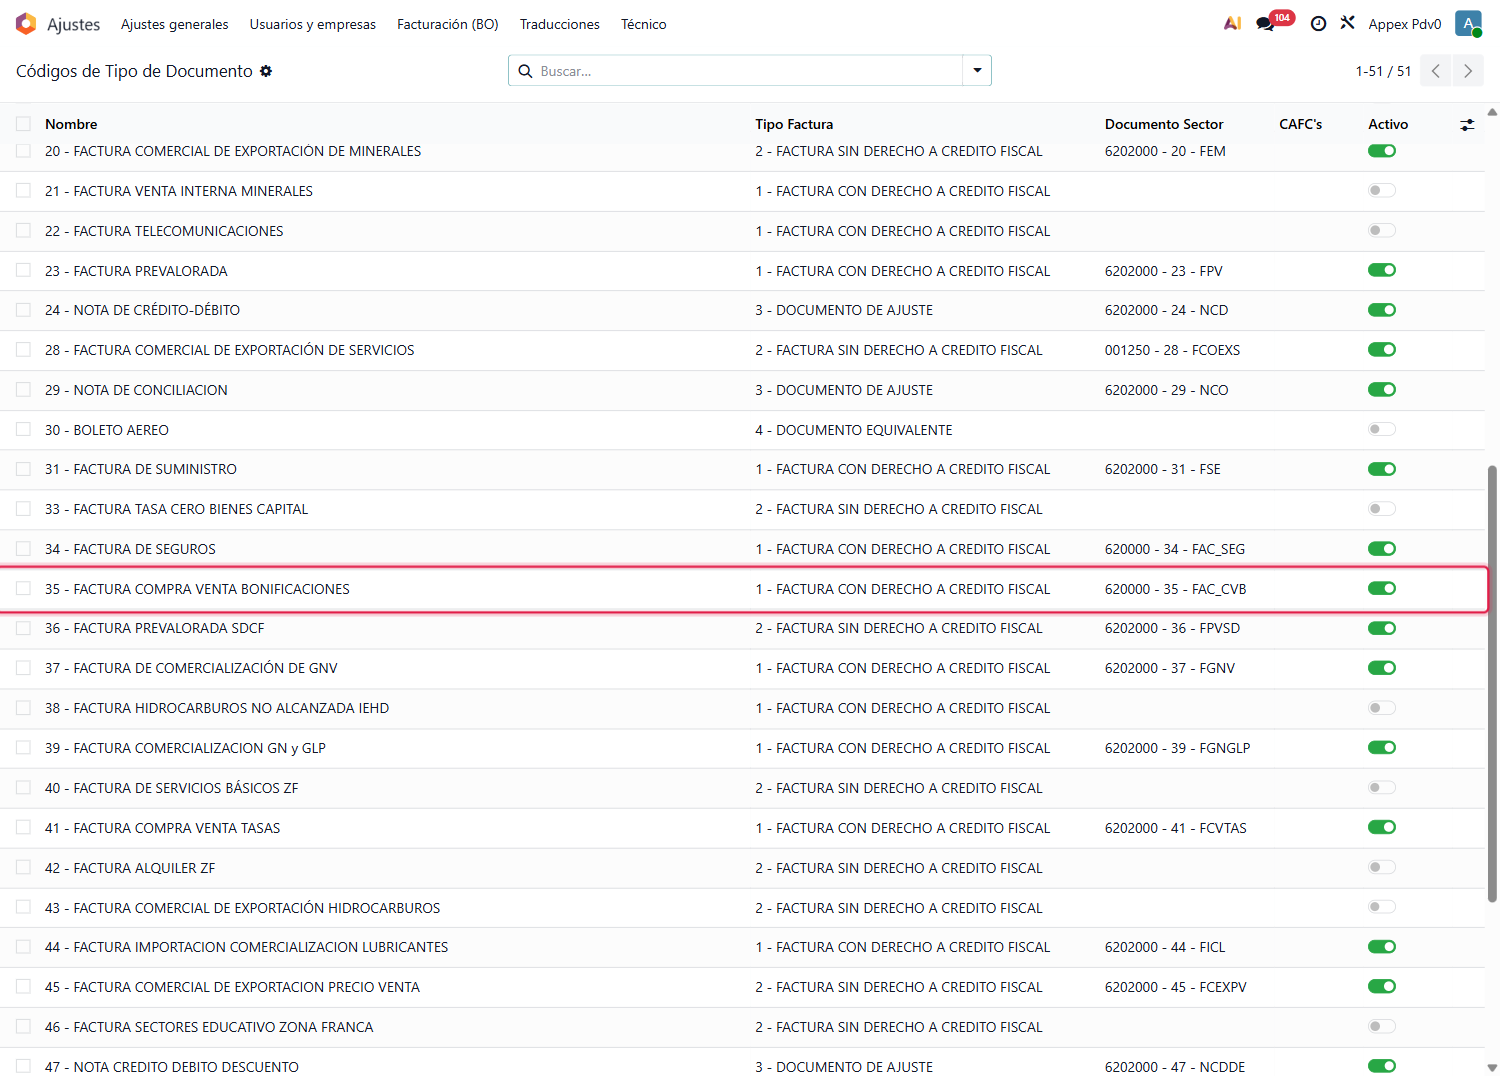 Ajustes Ajustes generales Usuarios y empresas Facturación (BO) Traducciones Técnico AI 104 Appex Pdv0 A
Códigos de Tipo de Documento Buscar... 1-51 / 51
Nombre Tipo Factura Documento Sector CAFC's Activo
20 - FACTURA COMERCIAL DE EXPORTACIÓN DE MINERALES 2 - FACTURA SIN DERECHO A CREDITO FISCAL 6202000 - 20 - FEM
21 - FACTURA VENTA INTERNA MINERALES 1 - FACTURA CON DERECHO A CREDITO FISCAL
22 - FACTURA TELECOMUNICACIONES 1 - FACTURA CON DERECHO A CREDITO FISCAL
23 - FACTURA PREVALORADA 1 - FACTURA CON DERECHO A CREDITO FISCAL 6202000 - 23 - FPV
24 - NOTA DE CRÉDITO-DÉBITO 3 - DOCUMENTO DE AJUSTE 6202000 - 24 - NCD
28 - FACTURA COMERCIAL DE EXPORTACIÓN DE SERVICIOS 2 - FACTURA SIN DERECHO A CREDITO FISCAL 001250 - 28 - FCOEXS
29 - NOTA DE CONCILIACION 3 - DOCUMENTO DE AJUSTE 6202000 - 29 - NCO
30 - BOLETO AEREO 4 - DOCUMENTO EQUIVALENTE
31 - FACTURA DE SUMINISTRO 1 - FACTURA CON DERECHO A CREDITO FISCAL 6202000 - 31 - FSE
33 - FACTURA TASA CERO BIENES CAPITAL 2 - FACTURA SIN DERECHO A CREDITO FISCAL
34 - FACTURA DE SEGUROS 1 - FACTURA CON DERECHO A CREDITO FISCAL 620000 - 34 - FAC_SEG
35 - FACTURA COMPRA VENTA BONIFICACIONES 1 - FACTURA CON DERECHO A CREDITO FISCAL 620000 - 35 - FAC_CVB
36 - FACTURA PREVALORADA SDCF 2 - FACTURA SIN DERECHO A CREDITO FISCAL 6202000 - 36 - FPVSD
37 - FACTURA DE COMERCIALIZACIÓN DE GNV 1 - FACTURA CON DERECHO A CREDITO FISCAL 6202000 - 37 - FGNV
38 - FACTURA HIDROCARBUROS NO ALCANZADA IEHD 1 - FACTURA CON DERECHO A CREDITO FISCAL
39 - FACTURA COMERCIALIZACION GN y GLP 1 - FACTURA CON DERECHO A CREDITO FISCAL 6202000 - 39 - FGNGLP
40 - FACTURA DE SERVICIOS BÁSICOS ZF 2 - FACTURA SIN DERECHO A CREDITO FISCAL
41 - FACTURA COMPRA VENTA TASAS 1 - FACTURA CON DERECHO A CREDITO FISCAL 6202000 - 41 - FCVTAS
42 - FACTURA ALQUILER ZF 2 - FACTURA SIN DERECHO A CREDITO FISCAL
43 - FACTURA COMERCIAL DE EXPORTACIÓN HIDROCARBUROS 2 - FACTURA SIN DERECHO A CREDITO FISCAL
44 - FACTURA IMPORTACION COMERCIALIZACION LUBRICANTES 1 - FACTURA CON DERECHO A CREDITO FISCAL 6202000 - 44 - FICL
45 - FACTURA COMERCIAL DE EXPORTACION PRECIO VENTA 2 - FACTURA SIN DERECHO A CREDITO FISCAL 6202000 - 45 - FCEXPV
46 - FACTURA SECTORES EDUCATIVO ZONA FRANCA 2 - FACTURA SIN DERECHO A CREDITO FISCAL
47 - NOTA CREDITO DEBITO DESCUENTO 3 - DOCUMENTO DE AJUSTE 6202000 - 47 - NCDDE